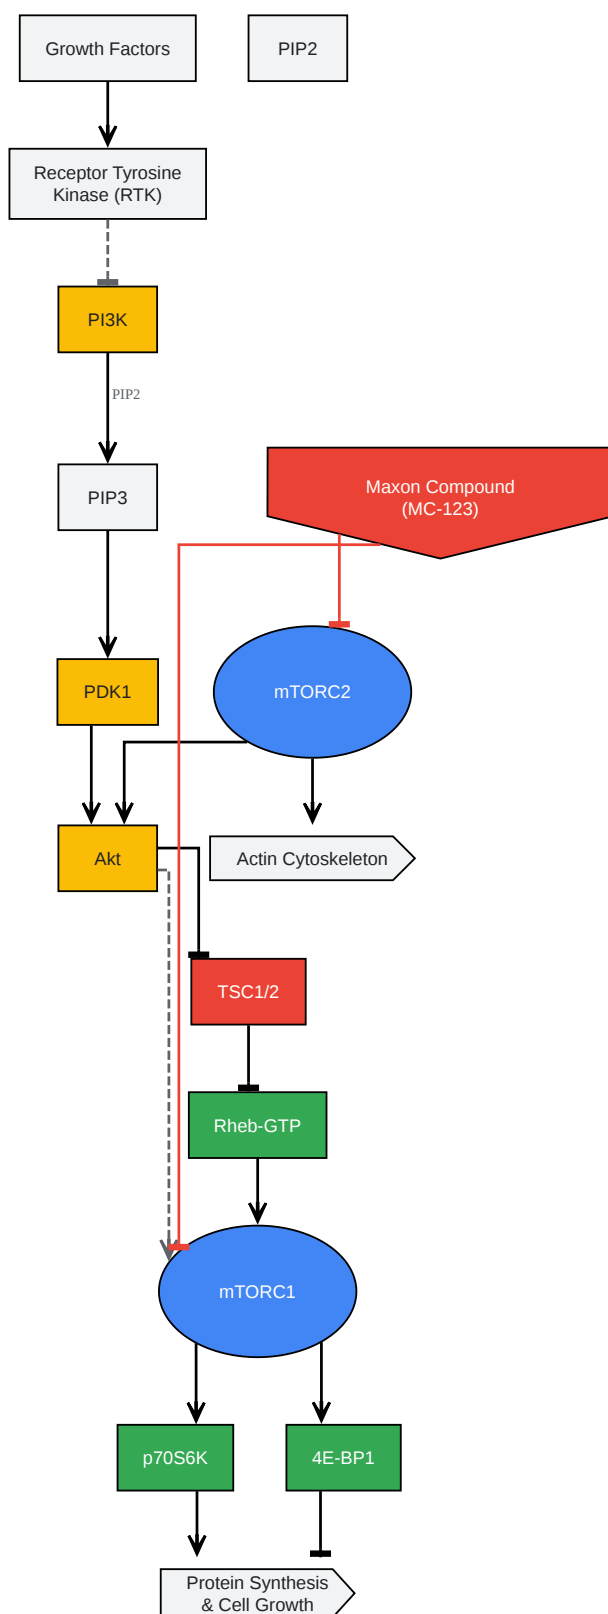 Growth Factors
PIP2
Receptor Tyrosine
Kinase (RTK)
PI3K
PIP2
PIP3
Maxon Compound
(MC-123)
PDK1
mTORC2
Akt
Actin Cytoskeleton
TSC1/2
Rheb-GTP
mTORC1
p70S6K
4E-BP1
Protein Synthesis
& Cell Growth